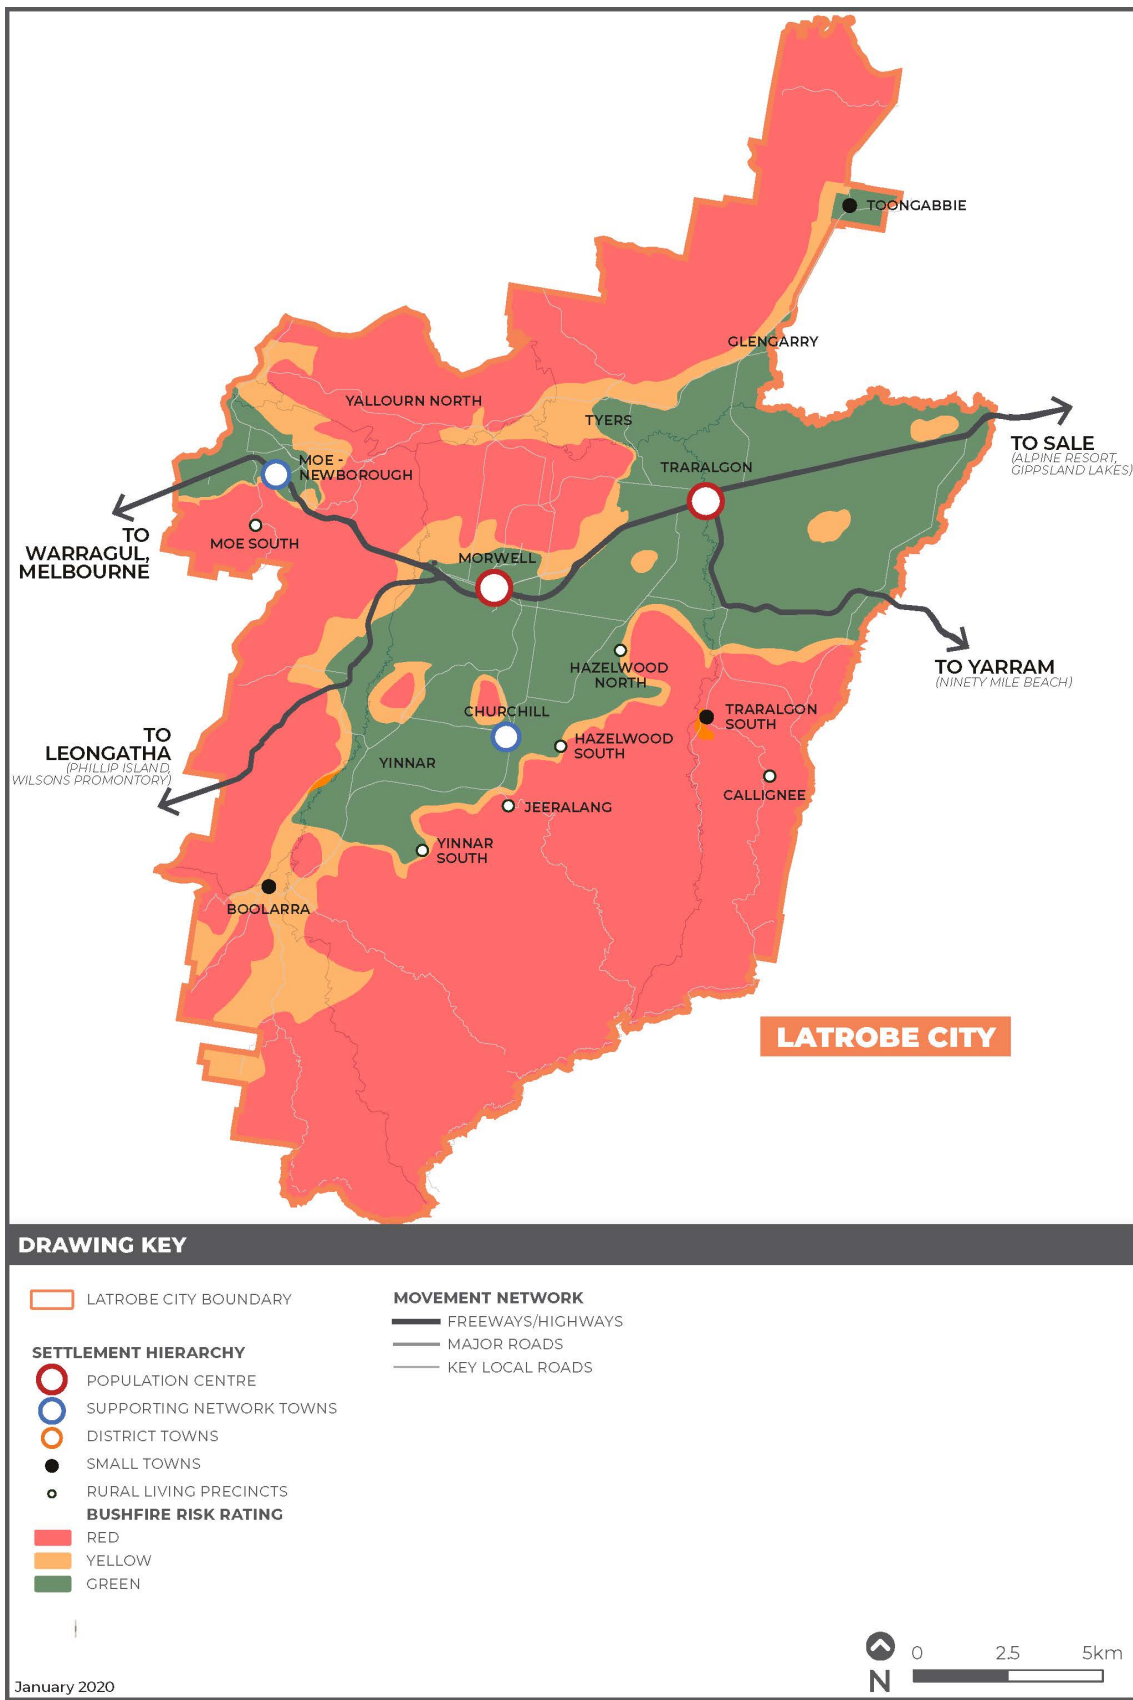 TOONGABBIE
GLENGARRY
YALLOURN NORTH
TYERS
TO SALE
(ALPINE RESORT,
GIPPSLAND LAKES)
MOE -
NEWBOROUGH
TRARALGON
TO
WARRAGUL,
MELBOURNE
MOE SOUTH
MORWELL
HAZELWOOD
NORTH
TO YARRAM
(NINETY MILE BEACH)
CHURCHILL
TRARALGON
SOUTH
TO
LEONGATHA
(PHILLIP ISLAND,
WILSONS PROMONTORY)
HAZELWOOD
SOUTH
YINNAR
CALLIGNEE
JEERALANG
YINNAR
SOUTH
BOOLARRA
LATROBE CITY
DRAWING KEY
LATROBE CITY BOUNDARY
SETTLEMENT HIERARCHY
POPULATION CENTRE
SUPPORTING NETWORK TOWNS
DISTRICT TOWNS
SMALL TOWNS
RURAL LIVING PRECINCTS
BUSHFIRE RISK RATING
RED
YELLOW
GREEN
MOVEMENT NETWORK
FREEWAYS/HIGHWAYS
MAJOR ROADS
KEY LOCAL ROADS
January 2020
N
0 2.5 5km